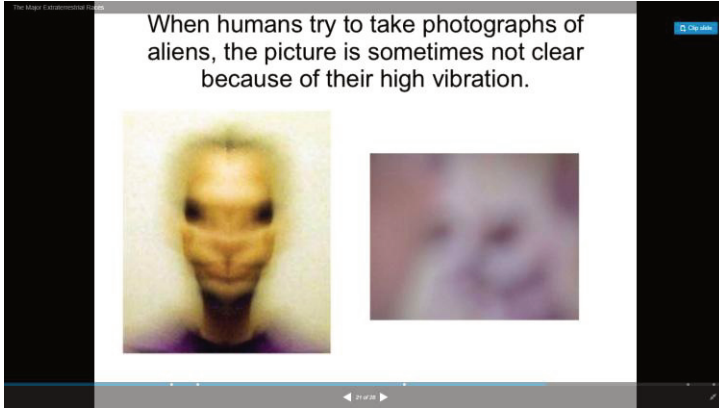 The Major Extraterrestrial Races
When humans try to take photographs of
aliens, the picture is sometimes not clear
because of their high vibration.
Clip slide
21 of 28